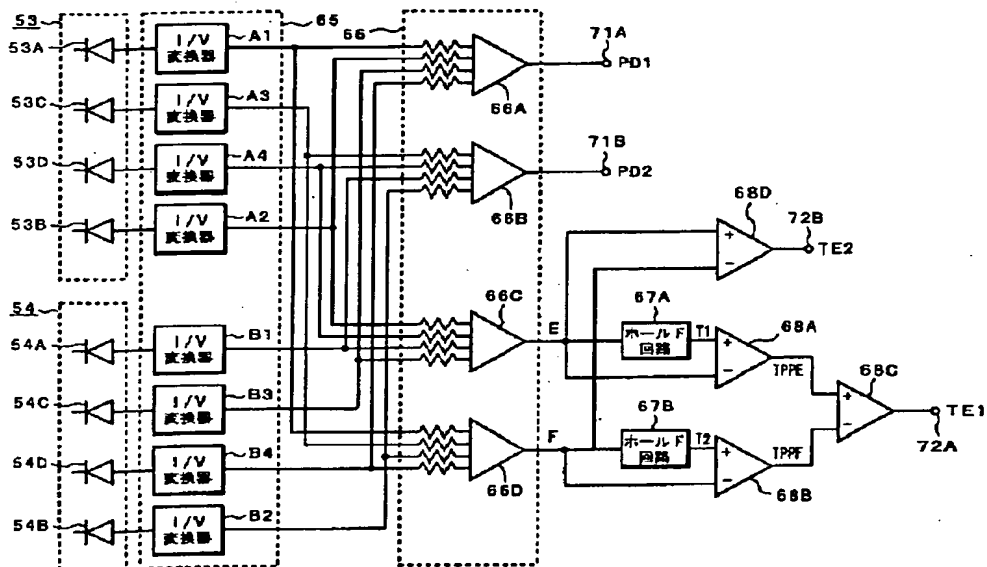 53
53A
53C
53D
53B
54
54A
54C
54D
54B
I/V
変換器
A1
I/V
変換器
A3
I/V
変換器
A4
I/V
変換器
A2
I/V
変換器
B1
I/V
変換器
B3
I/V
変換器
B4
I/V
変換器
B2
65
66
66A
71A
PD1
66B
71B
PD2
66C
E
66D
F
68D
72B
TE2
67A
ホールド
回路
T1
68A
TPPE
67B
ホールド
回路
T2
68B
TPPF
68C
TE1
72A